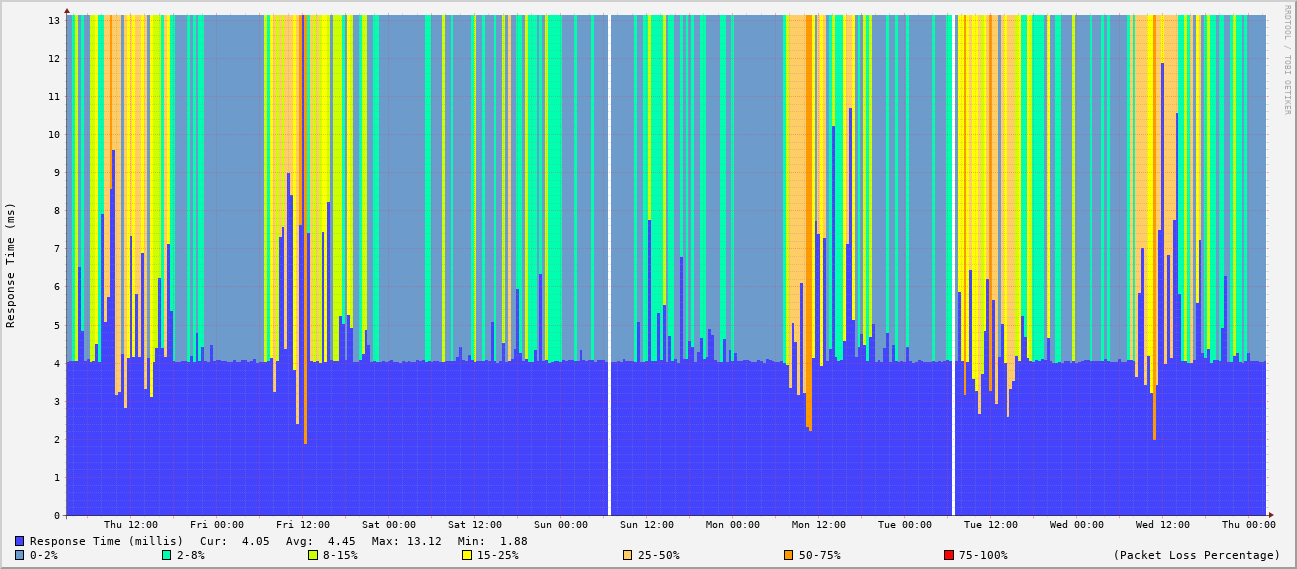 RRDTOOL / TOBI OETIKER
Response Time (ms)
13
12
11
10
9
8
7
6
5
4
3
2
1
0
Thu 12:00 Fri 00:00 Fri 12:00 Sat 00:00 Sat 12:00 Sun 00:00 Sun 12:00 Mon 00:00 Mon 12:00 Tue 00:00 Tue 12:00 Wed 00:00 Wed 12:00 Thu 00:00
Response Time (millis) Cur: 4.05 Avg: 4.45 Max: 13.12 Min: 1.88
0-2% 2-8% 8-15% 15-25% 25-50% 50-75% 75-100% (Packet Loss Percentage)